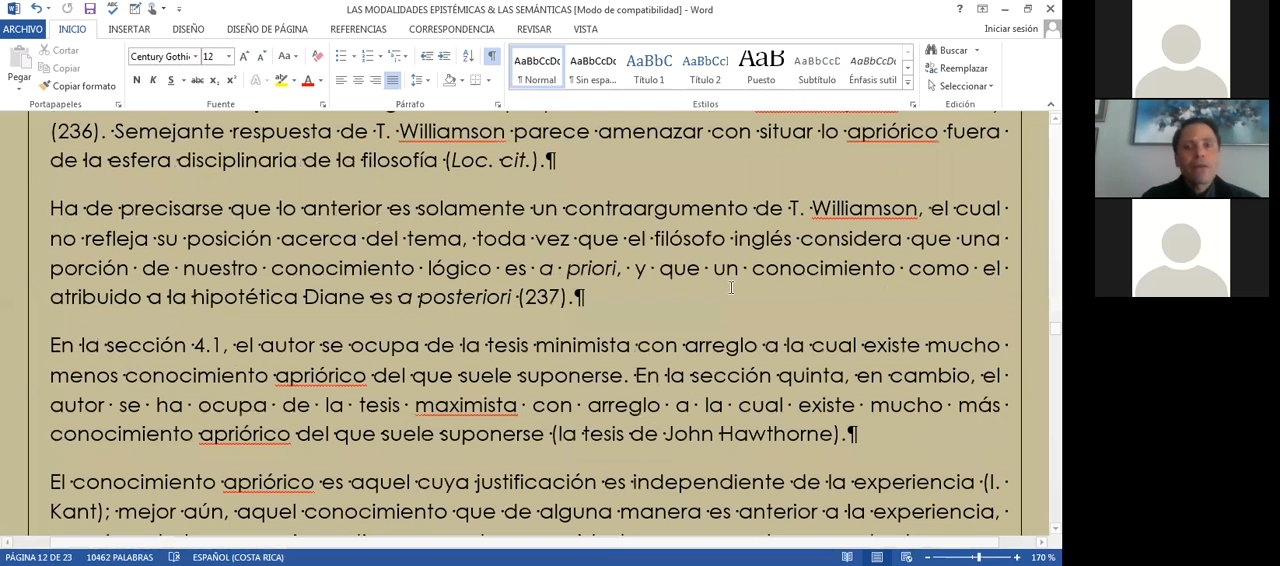 LAS MODALIDADES EPISTÉMICAS & LAS SEMÁNTICAS [Modo de compatibilidad] - Word
ARCHIVO INICIO INSERTAR DISEÑO DISEÑO DE PÁGINA REFERENCIAS CORRESPONDENCIA REVISAR VISTA Iniciar sesión
Pegar
Cortar
Copiar
Copiar formato
Century Gothi 12
N K S abc X₂ X²
AaBbCcDc AaBbCcDc AaBbC AaBbCcl AaB AaBbCcD AaBbCcDc
¶ Normal ¶ Sin espa... Título 1 Título 2 Puesto Subtítulo Énfasis sutil
Buscar
Reemplazar
Seleccionar
Portapapeles Fuente Párrafo Estilos Edición
(236). Semejante respuesta de T. Williamson parece amenazar con situar lo apriórico fuera
de la esfera disciplinaria de la filosofía (Loc. cit.).¶
Ha de precisarse que lo anterior es solamente un contraargumento de T. Williamson, el cual
no refleja su posición acerca del tema, toda vez que el filósofo inglés considera que una
porción de nuestro conocimiento lógico es a priori, y que un conocimiento como el
atribuido a la hipotética Diane es a posteriori (237).¶
En la sección 4.1, el autor se ocupa de la tesis minimista con arreglo a la cual existe mucho
menos conocimiento apriórico del que suele suponerse. En la sección quinta, en cambio, el
autor se ha ocupa de la tesis maximista con arreglo a la cual existe mucho más
conocimiento apriórico del que suele suponerse (la tesis de John Hawthorne).¶
El conocimiento apriórico es aquel cuya justificación es independiente de la experiencia (I.
Kant); mejor aún, aquel conocimiento que de alguna manera es anterior a la experiencia,
PÁGINA 12 DE 23 10462 PALABRAS ESPAÑOL (COSTA RICA) 170 %